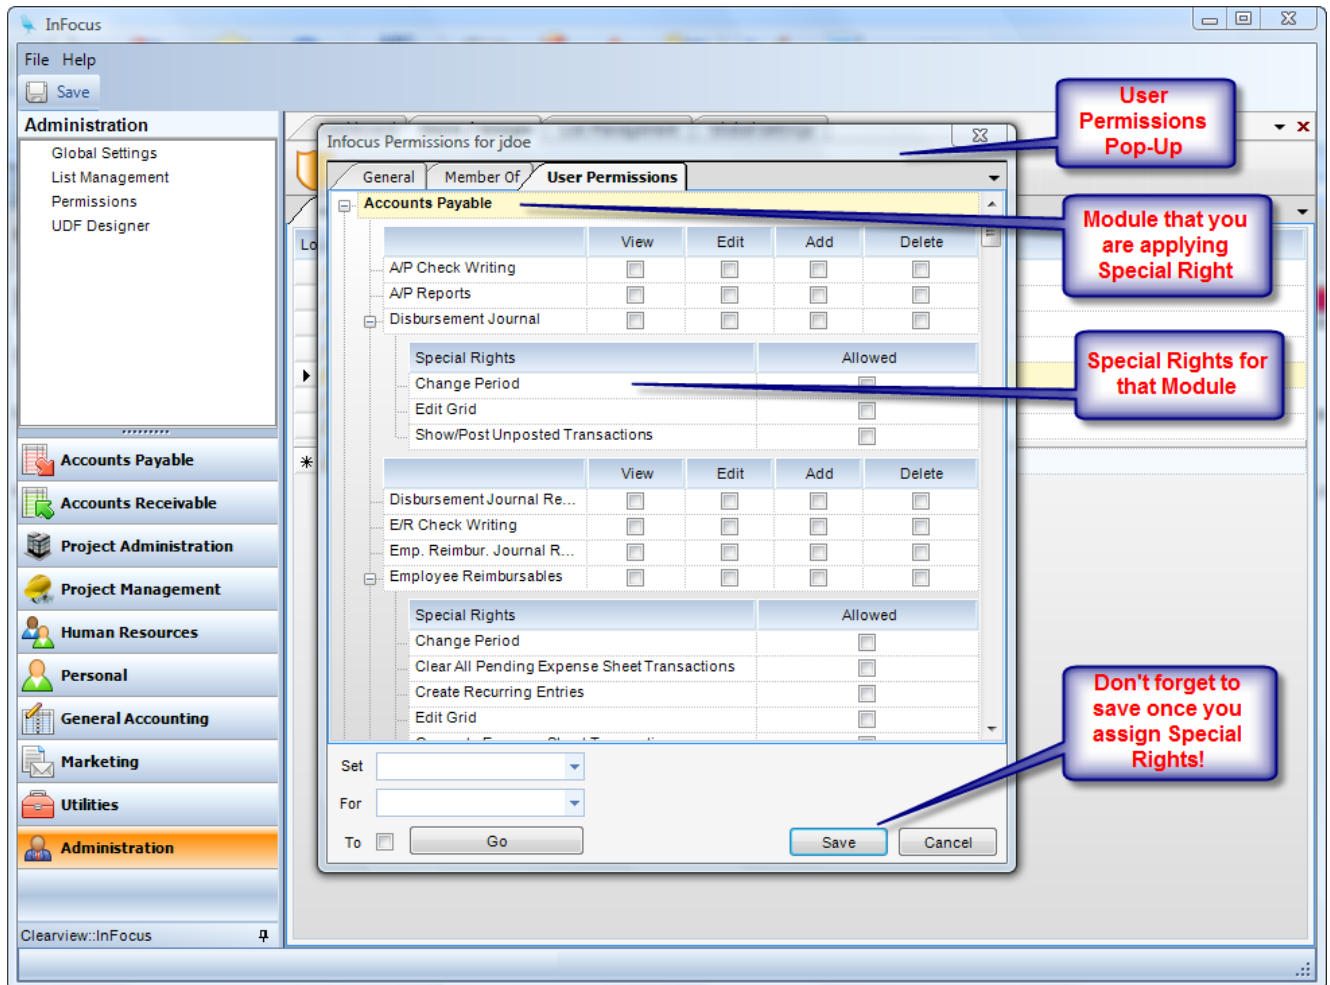 InFocus
File Help
Save
Administration
Global Settings
List Management
Permissions
UDF Designer
Accounts Payable
Accounts Receivable
Project Administration
Project Management
Human Resources
Personal
General Accounting
Marketing
Utilities
Administration
Clearview::InFocus
Lo
Infocus Permissions for jdoe
General Member Of User Permissions
Accounts Payable
View Edit Add Delete
A/P Check Writing
A/P Reports
Disbursement Journal
Special Rights Allowed
Change Period
Edit Grid
Show/Post Unposted Transactions
View Edit Add Delete
Disbursement Journal Re...
E/R Check Writing
Emp. Reimbur. Journal R...
Employee Reimbursables
Special Rights Allowed
Change Period
Clear All Pending Expense Sheet Transactions
Create Recurring Entries
Edit Grid
Set
For
To Go Save Cancel
User
Permissions
Pop-Up
Module that you
are applying
Special Right
Special Rights for
that Module
Don't forget to
save once you
assign Special
Rights!